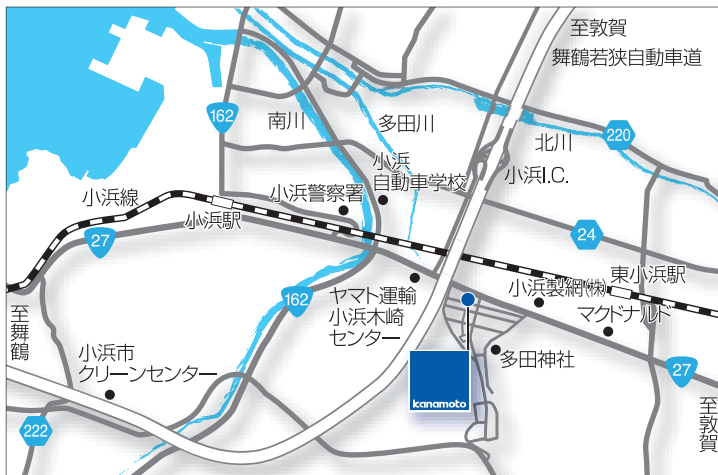 至敦賀
舞鶴若狭自動車道
162
南川
多田川
北川
220
小浜
自動車学校
小浜I.C.
小浜線
小浜警察署
小浜駅
27
24
東小浜駅
ヤマト運輸
小浜木崎
センター
小浜製綱㈱
マクドナルド
162
至舞鶴
小浜市
クリーンセンター
多田神社
kanamoto
27
至敦賀
222